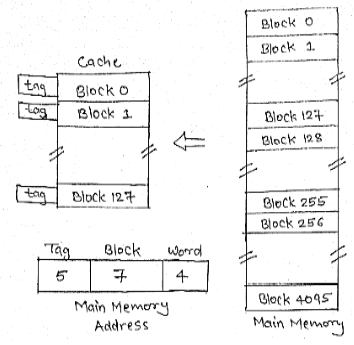 Cache
tag Block 0
tag Block 1
tag Block 127
Tag Block Word
5 7 4
Main Memory
Address
Block 0
Block 1
Block 127
Block 128
Block 255
Block 256
Block 4095
Main Memory